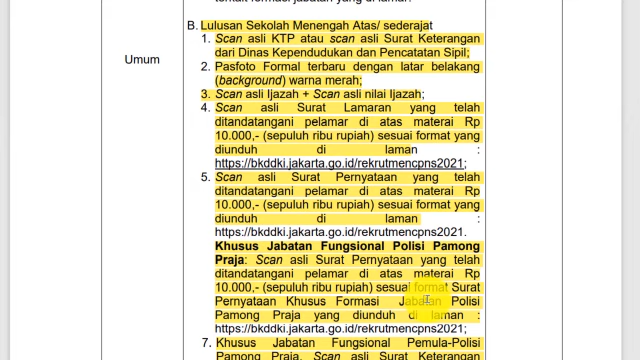 terkait formasi jabatan yang di lamar.
B. Lulusan Sekolah Menengah Atas/ sederajat
1. Scan asli KTP atau scan asli Surat Keterangan
dari Dinas Kependudukan dan Pencatatan Sipil;
Umum
2. Pasfoto Formal terbaru dengan latar belakang
(background) warna merah;
3. Scan asli Ijazah + Scan asli nilai Ijazah;
4. Scan asli Surat Lamaran yang telah
ditandatangani pelamar di atas materai Rp
10.000,- (sepuluh ribu rupiah) sesuai format yang
diunduh di laman :
https://bkddki.jakarta.go.id/rekrutmencpns2021;
5. Scan asli Surat Pernyataan yang telah
ditandatangani pelamar di atas materai Rp
10.000,- (sepuluh ribu rupiah) sesuai format yang
diunduh di laman :
https://bkddki.jakarta.go.id/rekrutmencpns2021.
Khusus Jabatan Fungsional Polisi Pamong
Praja: Scan asli Surat Pernyataan yang telah
ditandatangani pelamar di atas materai Rp
10.000,- (sepuluh ribu rupiah) sesuai format Surat
Pernyataan Khusus Formasi Jabatan Polisi
Pamong Praja yang diunduh di laman :
https://bkddki.jakarta.go.id/rekrutmencpns2021;
7. Khusus Jabatan Fungsional Pemula-Polisi
Pamong Praja, Scan asli Surat Keterangan